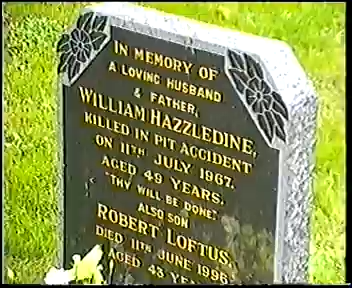 IN MEMORY OF
A LOVING HUSBAND
& FATHER,
WILLIAM HAZZLEDINE,
KILLED IN PIT ACCIDENT
ON 11TH JULY 1967,
AGED 49 YEARS.
"THY WILL BE DONE"
ALSO SON
ROBERT LOFTUS,
DIED 11TH JUNE 1996
AGED 43 YEARS